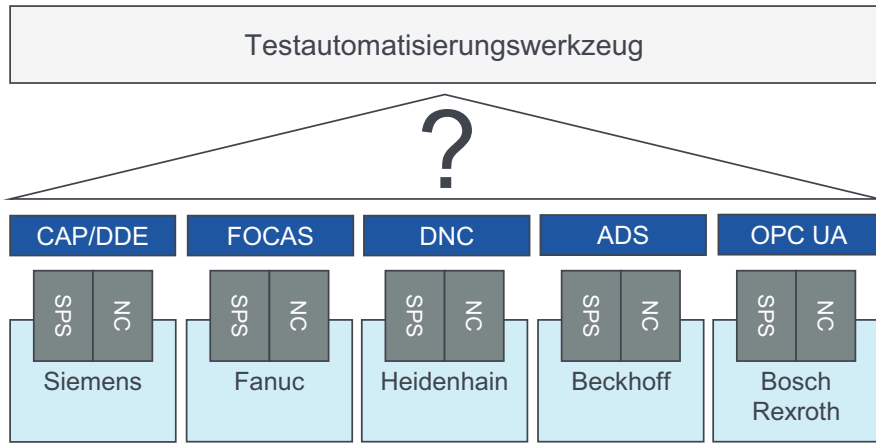 Testautomatisierungswerkzeug
?
CAP/DDE
FOCAS
DNC
ADS
OPC UA
SPS
NC
SPS
NC
SPS
NC
SPS
NC
SPS
NC
Siemens
Fanuc
Heidenhain
Beckhoff
Bosch
Rexroth